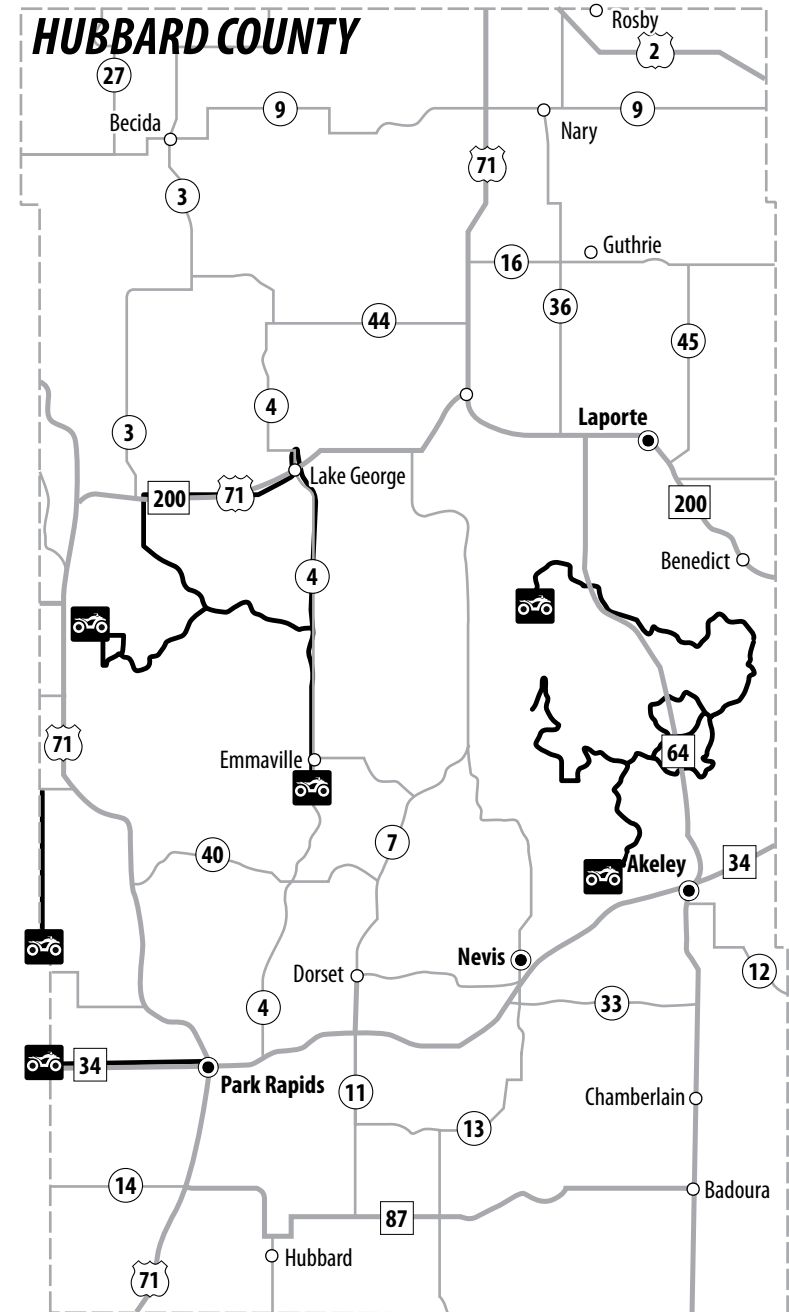 HUBBARD COUNTY
Rosby
2
27
Becida
9
9
Nary
71
3
Guthrie
16
36
44
45
4
3
Laporte
Lake George
200
71
200
Benedict
4
71
64
Emmaville
7
40
Akeley
34
Nevis
Dorset
12
4
33
34
Park Rapids
11
Chamberlain
13
14
Badoura
87
Hubbard
71